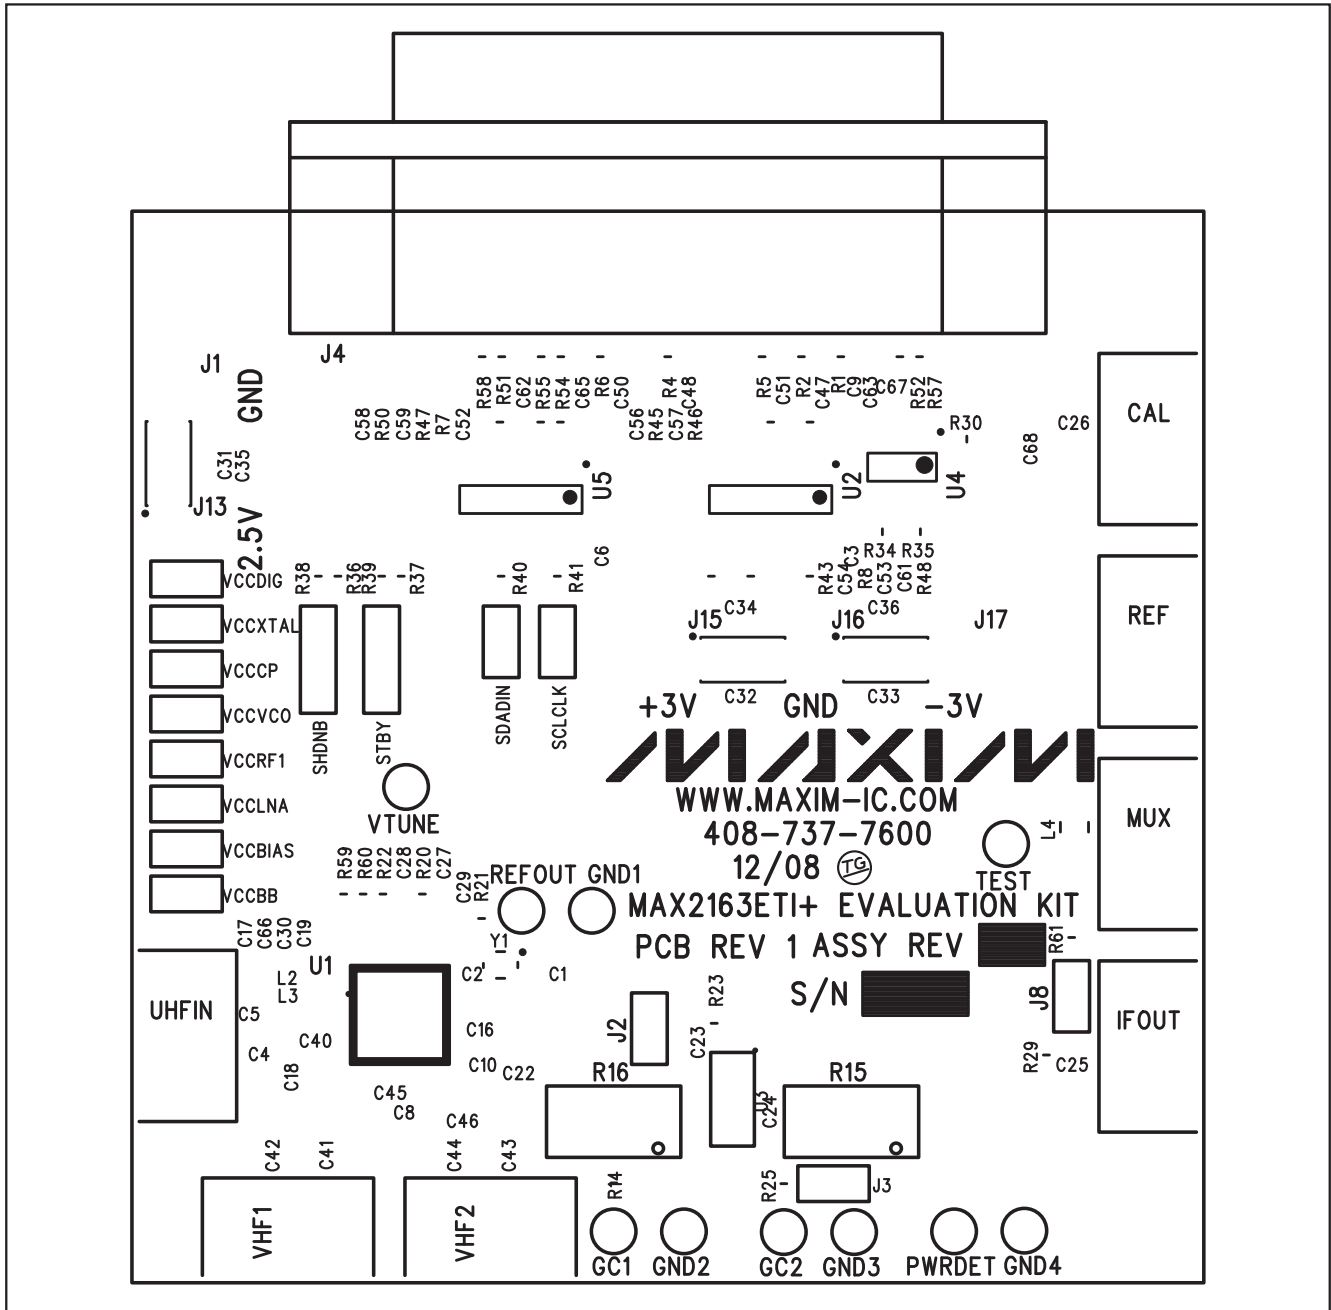 J1
J4
GND
R58
R51
C62
R55
R54
C65
R6
C50
R4
C48
R5
C51
R2
C47
R1
C9
C63
C67
R52
R57
C58
R50
C59
R47
R7
C52
C56
R45
C57
R46
R30
C68
C26
CAL
C31
C35
J13
2.5V
U5
U2
U4
C6
C3
R34
R35
VCCDIG
R38
R36
R39
R37
R40
R41
R43
C54
R8
C53
C61
R48
VCCXTAL
C34
C36
J15
J16
J17
REF
VCCCP
C32
C33
VCCVCO
+3V GND -3V
SHDNB
STBY
SDADIN
SCLCLK
MAXIM
VCCRF1
WWW.MAXIM-IC.COM
VCCLNA
VTUNE
408-737-7600
L4
MUX
VCCBIAS
12/08 TG
TEST
R59
R60
R22
C28
R20
C27
C29
R21
REFOUT GND1
VCCBB
MAX2163ETI+ EVALUATION KIT
C17
C66
C30
C19
Y1
PCB REV 1 ASSY REV
R61
U1
C2
C1
L2
L3
R23
S/N
J8
UHFIN
C5
C16
J2
IFOUT
C40
C4
C23
C18
C10
C22
R16
R15
R29
C25
C45
C8
U3
C24
C46
C42
C41
C44
C43
R14
R25
J3
VHF1
VHF2
GC1 GND2 GC2 GND3 PWRDET GND4